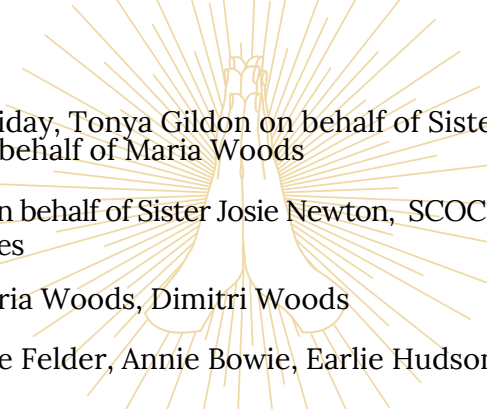 iday, Tonya Gildon on behalf of Siste
behalf of Maria Woods
n behalf of Sister Josie Newton, SCOC
es
ria Woods, Dimitri Woods
e Felder, Annie Bowie, Earlie Hudson